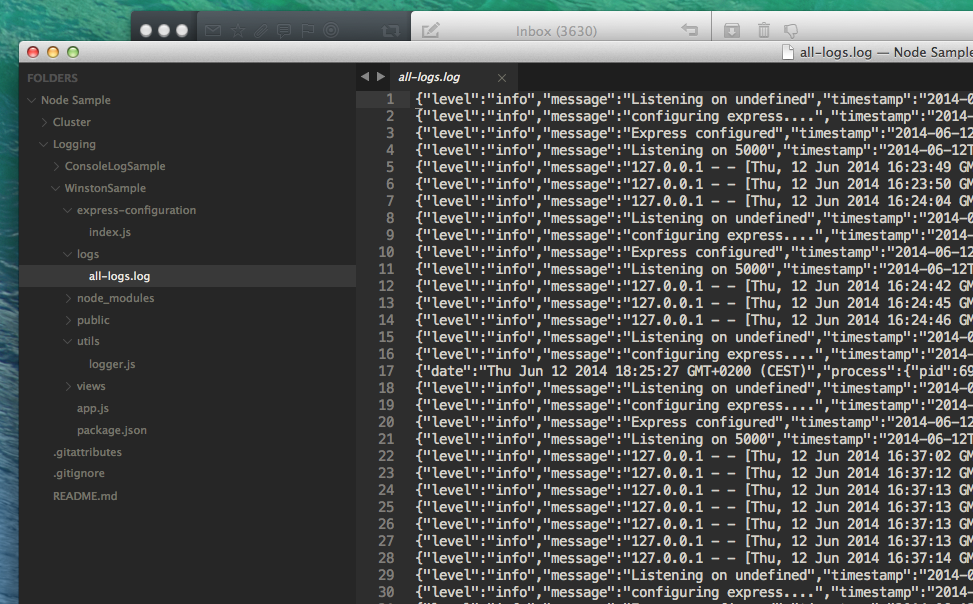 Inbox (3630)
all-logs.log — Node Sample
FOLDERS
Node Sample
Cluster
Logging
ConsoleLogSample
WinstonSample
express-configuration
index.js
logs
all-logs.log
node_modules
public
utils
logger.js
views
app.js
package.json
.gitattributes
.gitignore
README.md
all-logs.log
1 {"level":"info","message":"Listening on undefined","timestamp":"2014-0
2 {"level":"info","message":"configuring express....","timestamp":"2014-
3 {"level":"info","message":"Express configured","timestamp":"2014-06-12
4 {"level":"info","message":"Listening on 5000","timestamp":"2014-06-12T
5 {"level":"info","message":"127.0.0.1 - - [Thu, 12 Jun 2014 16:23:49 GM
6 {"level":"info","message":"127.0.0.1 - - [Thu, 12 Jun 2014 16:23:50 GM
7 {"level":"info","message":"127.0.0.1 - - [Thu, 12 Jun 2014 16:24:04 GM
8 {"level":"info","message":"Listening on undefined","timestamp":"2014-0
9 {"level":"info","message":"configuring express....","timestamp":"2014-
10 {"level":"info","message":"Express configured","timestamp":"2014-06-12
11 {"level":"info","message":"Listening on 5000","timestamp":"2014-06-12T
12 {"level":"info","message":"127.0.0.1 - - [Thu, 12 Jun 2014 16:24:42 GM
13 {"level":"info","message":"127.0.0.1 - - [Thu, 12 Jun 2014 16:24:45 GM
14 {"level":"info","message":"127.0.0.1 - - [Thu, 12 Jun 2014 16:24:46 GM
15 {"level":"info","message":"Listening on undefined","timestamp":"2014-0
16 {"level":"info","message":"configuring express....","timestamp":"2014-
17 {"date":"Thu Jun 12 2014 18:25:27 GMT+0200 (CEST)","process":{"pid":69
18 {"level":"info","message":"Listening on undefined","timestamp":"2014-0
19 {"level":"info","message":"configuring express....","timestamp":"2014-
20 {"level":"info","message":"Express configured","timestamp":"2014-06-12
21 {"level":"info","message":"Listening on 5000","timestamp":"2014-06-12T
22 {"level":"info","message":"127.0.0.1 - - [Thu, 12 Jun 2014 16:37:02 GM
23 {"level":"info","message":"127.0.0.1 - - [Thu, 12 Jun 2014 16:37:12 GM
24 {"level":"info","message":"127.0.0.1 - - [Thu, 12 Jun 2014 16:37:13 GM
25 {"level":"info","message":"127.0.0.1 - - [Thu, 12 Jun 2014 16:37:13 GM
26 {"level":"info","message":"127.0.0.1 - - [Thu, 12 Jun 2014 16:37:13 GM
27 {"level":"info","message":"127.0.0.1 - - [Thu, 12 Jun 2014 16:37:13 GM
28 {"level":"info","message":"127.0.0.1 - - [Thu, 12 Jun 2014 16:37:14 GM
29 {"level":"info","message":"Listening on undefined","timestamp":"2014-0
30 {"level":"info","message":"configuring express....","timestamp":"2014-